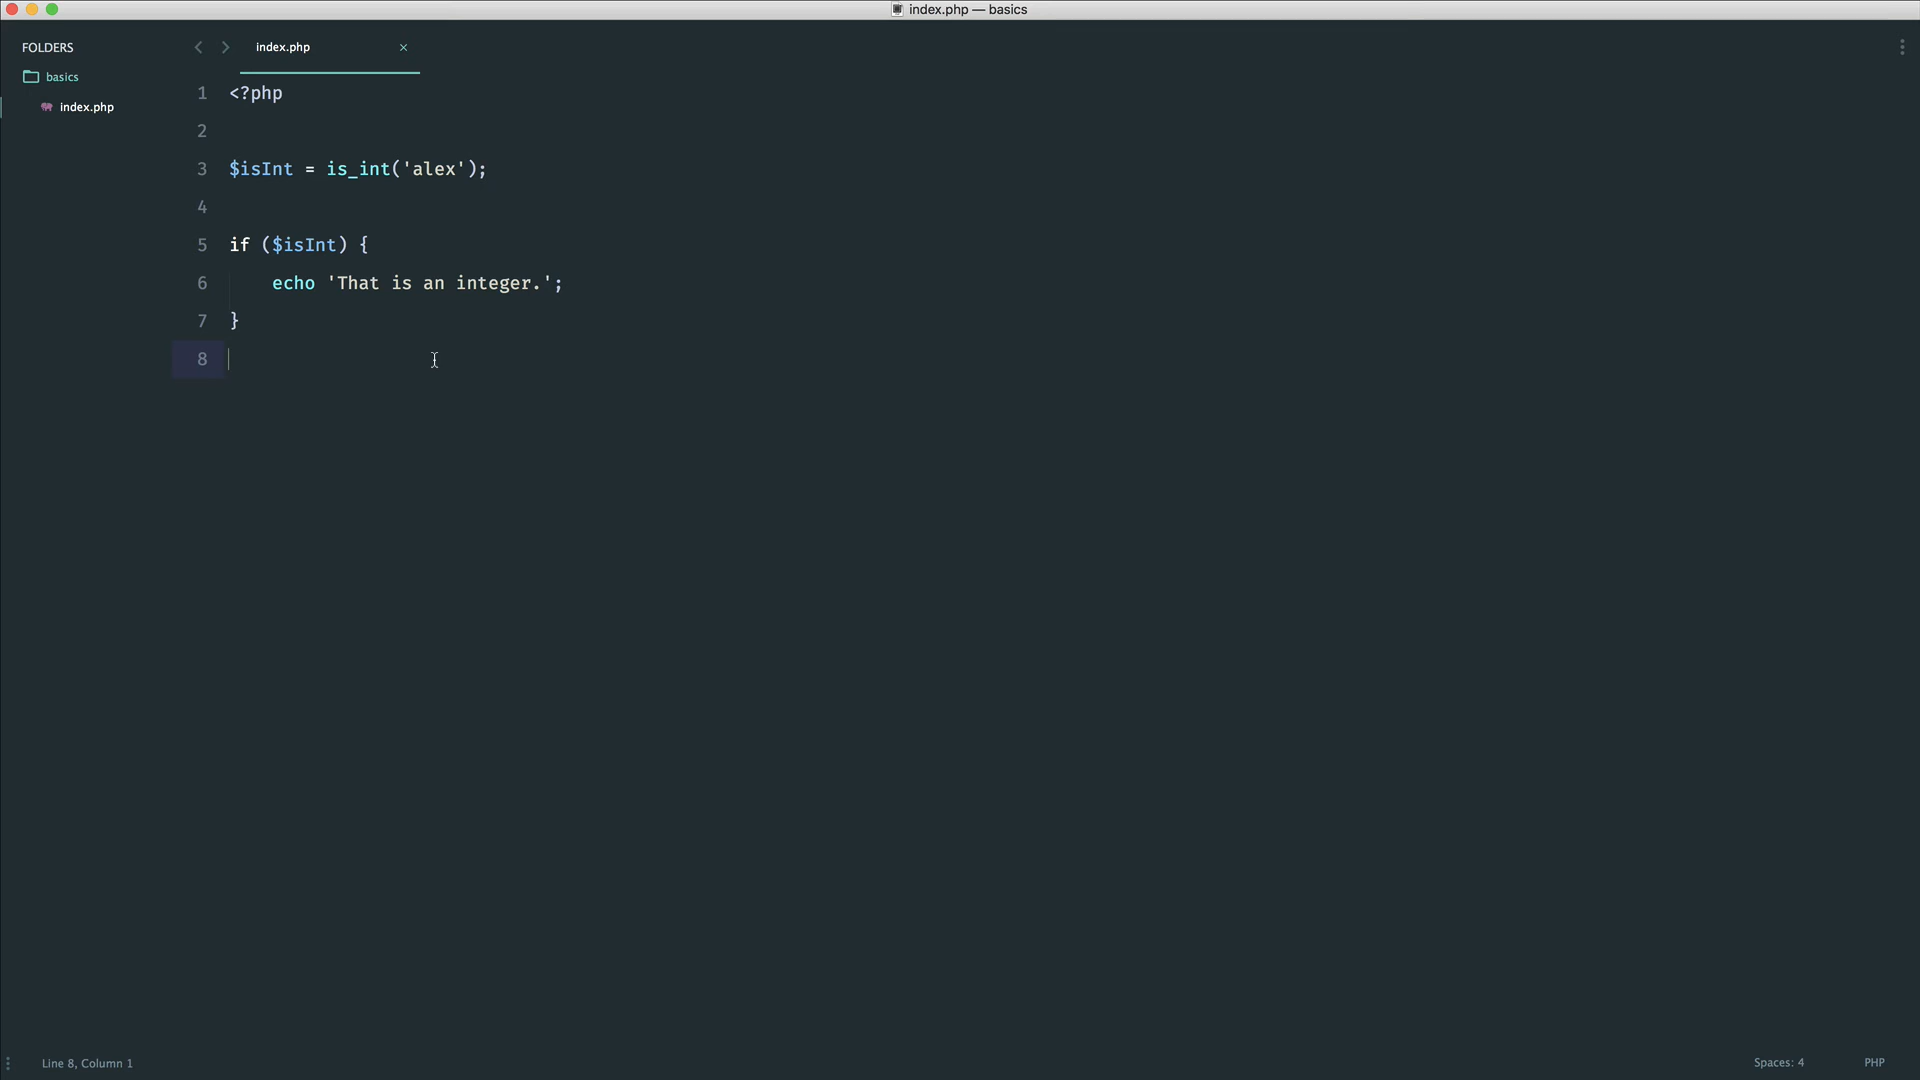 index.php — basics
FOLDERS
basics
index.php
index.php
1 <?php
2
3 $isInt = is_int('alex');
4
5 if ($isInt) {
6     echo 'That is an integer.';
7 }
8
Line 8, Column 1
Spaces: 4
PHP